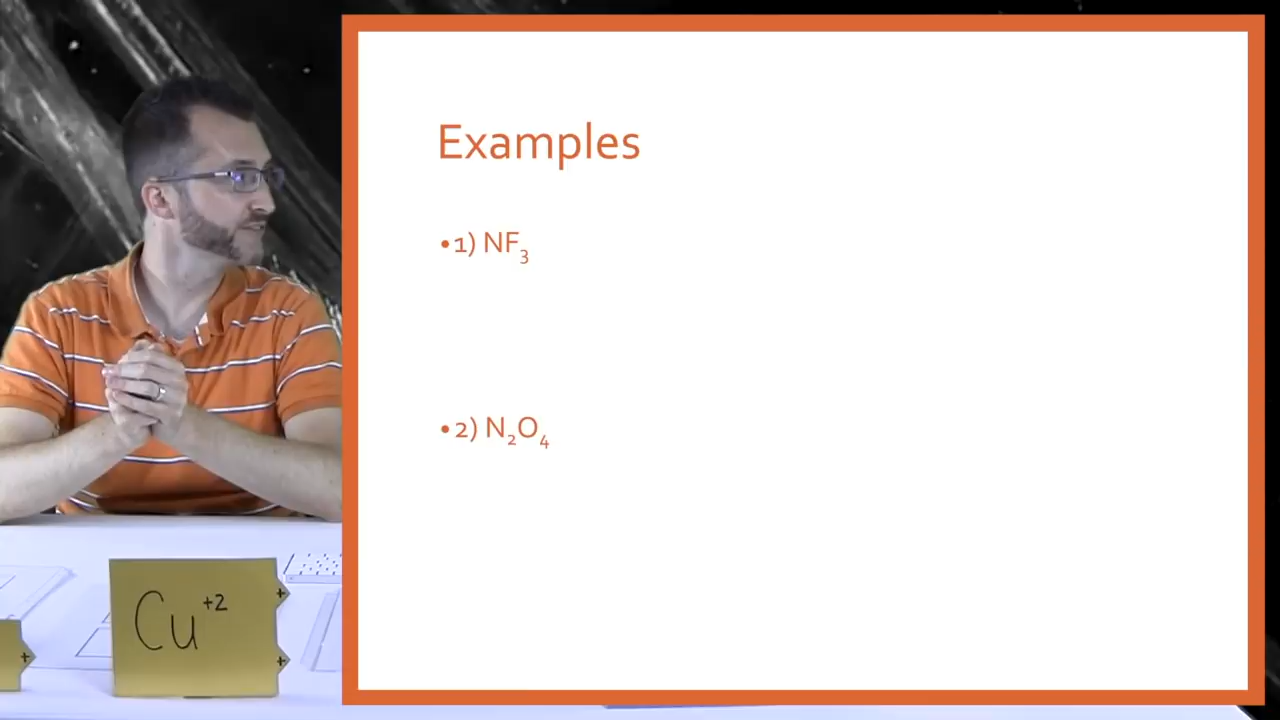 Examples
•1) NF₃
•2) N₂O₄
Cu⁺²
+
+
+